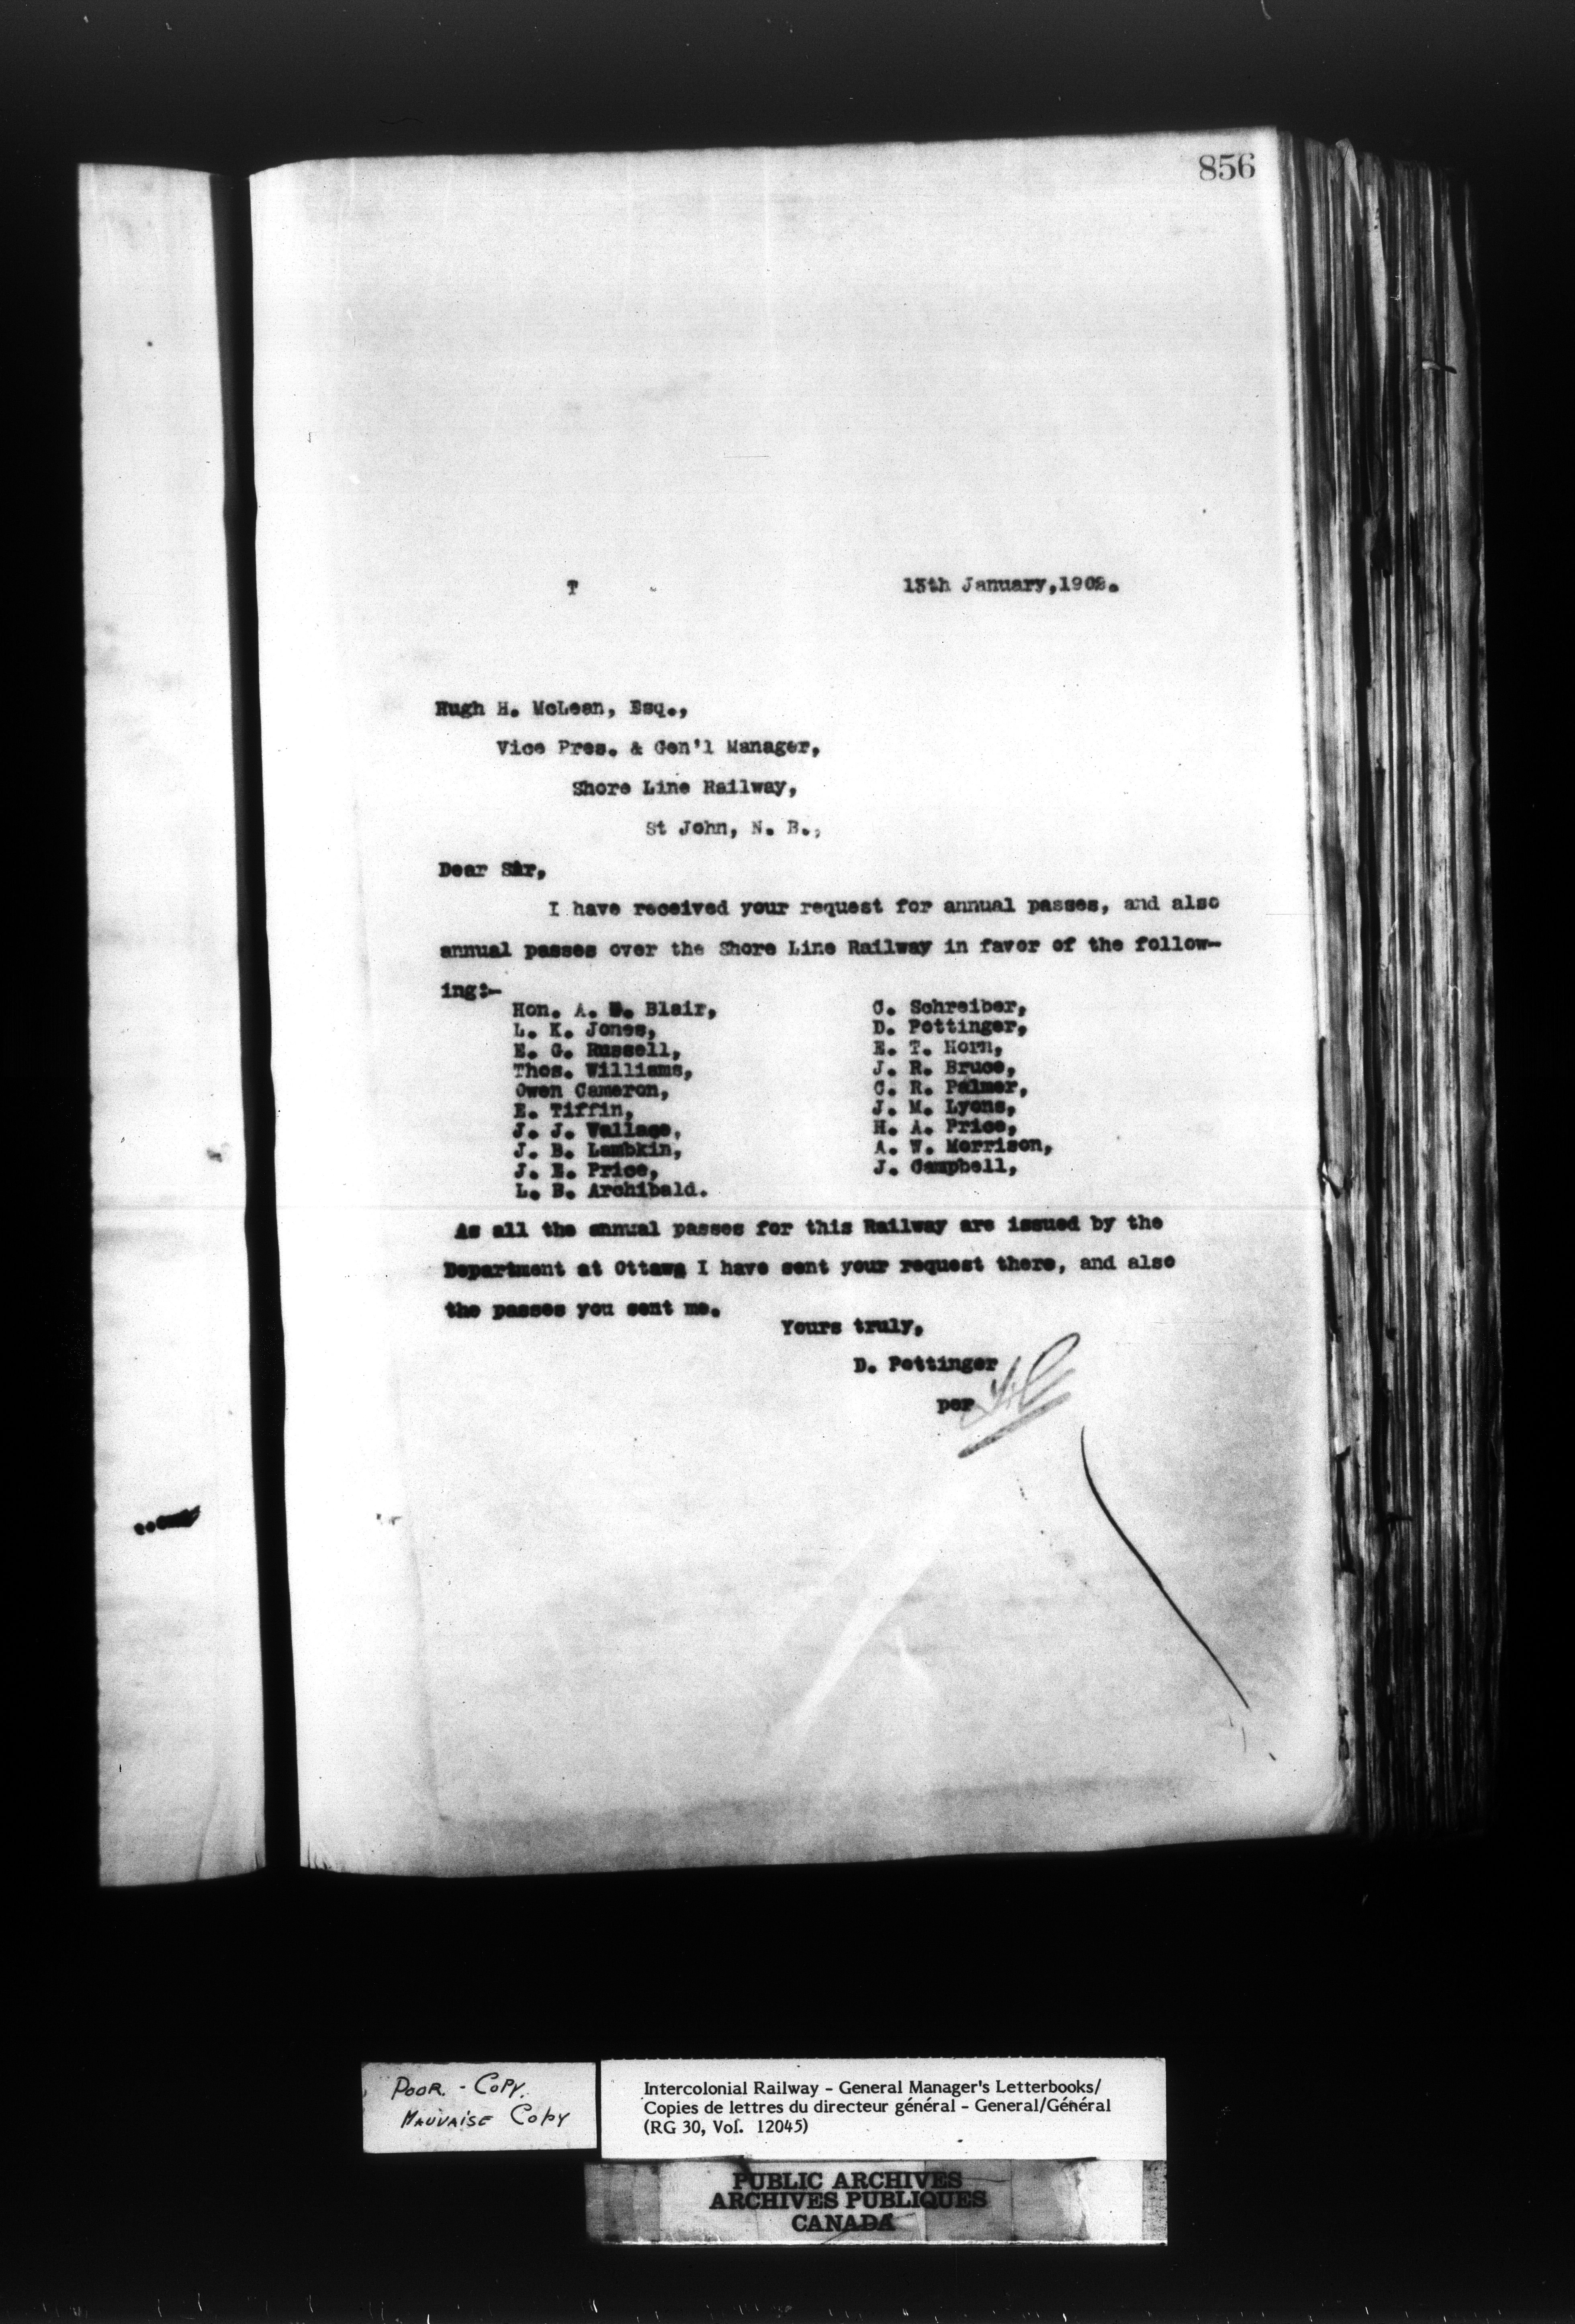 856
T
13th January,1902.
Hugh H. McLean, Esq.,
Vice Pres. & Gen'l Manager,
Shore Line Railway,
St John, N. B.,
Dear Sir,
I have received your request for annual passes, and also
annual passes over the Shore Line Railway in favor of the follow-
ing:-
Hon. A. Blair,
C. Schreiber,
L. K. Jones,
D. Pottinger,
E. G. Russell,
E. T. Horn,
Thos. Williams,
J. R. Bruce,
Owen Cameron,
C. R. Palmer,
E. Tiffin,
J. M. Lyons,
J. J. Wallace,
H. A. Price,
J. B. Lambkin,
A. W. Morrison,
J. E. Price,
J. Campbell,
L. B. Archibald.
As all the annual passes for this Railway are issued by the
Department at Ottawa I have sent your request there, and also
the passes you sent me.
Yours truly,
D. Pottinger
per
POOR - COPY.
MAUVAISE COPY
Intercolonial Railway - General Manager's Letterbooks/
Copies de lettres du directeur général - General/Général
(RG 30, Vol. 12045)
PUBLIC ARCHIVES
ARCHIVES PUBLIQUES
CANADA